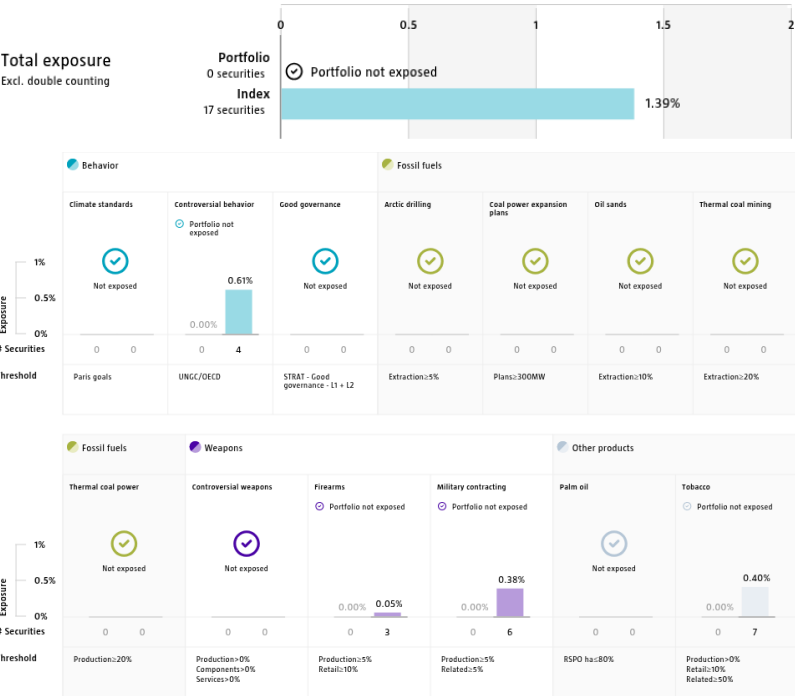 0 0.5 1 1.5 2
Total exposure
Excl. double counting
Portfolio
0 securities
Portfolio not exposed
Index
17 securities
1.39%
Behavior
Fossil fuels
Climate standards
Controversial behavior
Good governance
Arctic drilling
Coal power expansion
plans
Oil sands
Thermal coal mining
Portfolio not
exposed
Not exposed
Not exposed
Not exposed
Not exposed
Not exposed
Not exposed
1%
0.5%
0%
Exposure
0.00%
0.61%
# Securities
0 0 0 4 0 0 0 0 0 0 0 0 0 0
hreshold
Paris goals
UNGC/OECD
STRAT - Good
governance - L1 + L2
Extraction≥5%
Plans≥300MW
Extraction≥10%
Extraction≥20%
Fossil fuels
Weapons
Other products
Thermal coal power
Controversial weapons
Firearms
Military contracting
Palm oil
Tobacco
Portfolio not exposed
Portfolio not exposed
Portfolio not exposed
Not exposed
Not exposed
Not exposed
1%
0.5%
0%
Exposure
0.00% 0.05%
0.00% 0.38%
0.00% 0.40%
# Securities
0 0 0 0 0 3 0 6 0 0 0 7
hreshold
Production≥20%
Production>0%
Components>0%
Services>0%
Production≥5%
Retail≥10%
Production≥5%
Related≥5%
RSPO ha≤80%
Production>0%
Retail≥10%
Related≥50%